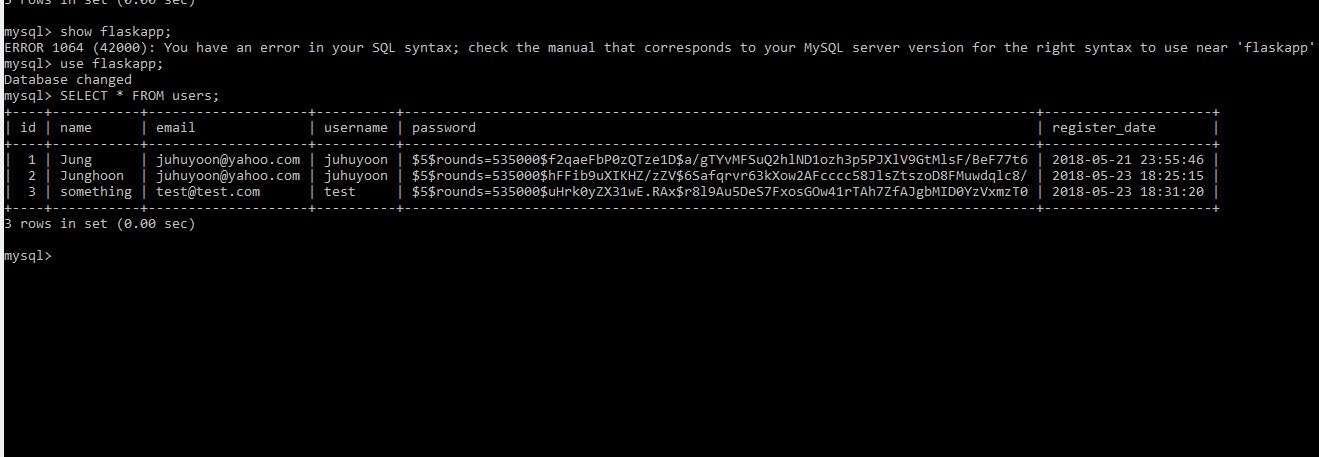 3 rows in set (0.00 sec)
mysql> show flaskapp;
ERROR 1064 (42000): You have an error in your SQL syntax; check the manual that corresponds to your MySQL server version for the right syntax to use near 'flaskapp'
mysql> use flaskapp;
Database changed
mysql> SELECT * FROM users;
+----+-----------+--------------------+----------+-------------------------------------------------------------------------------+---------------------+
| id | name      | email              | username | password                                                                      | register_date       |
+----+-----------+--------------------+----------+-------------------------------------------------------------------------------+---------------------+
|  1 | Jung      | juhuyoon@yahoo.com | juhuyoon | $5$rounds=535000$f2qaeFbP0zQTze1D$a/gTYvMFSuQ2hlND1ozh3p5PJXlV9GtMlsF/BeF77t6 | 2018-05-21 23:55:46 |
|  2 | Junghoon  | juhuyoon@yahoo.com | juhuyoon | $5$rounds=535000$hFFib9uXIKHZ/zZV$6Safqrvr63kXow2AFcccc58JlsZtszoD8FMuwdqlc8/ | 2018-05-23 18:25:15 |
|  3 | something | test@test.com      | test     | $5$rounds=535000$uHrk0yZX31wE.RAx$r8l9Au5DeS7FxosGOw41rTAh7ZfAJgbMID0YzVxmzT0 | 2018-05-23 18:31:20 |
+----+-----------+--------------------+----------+-------------------------------------------------------------------------------+---------------------+
3 rows in set (0.00 sec)
mysql>